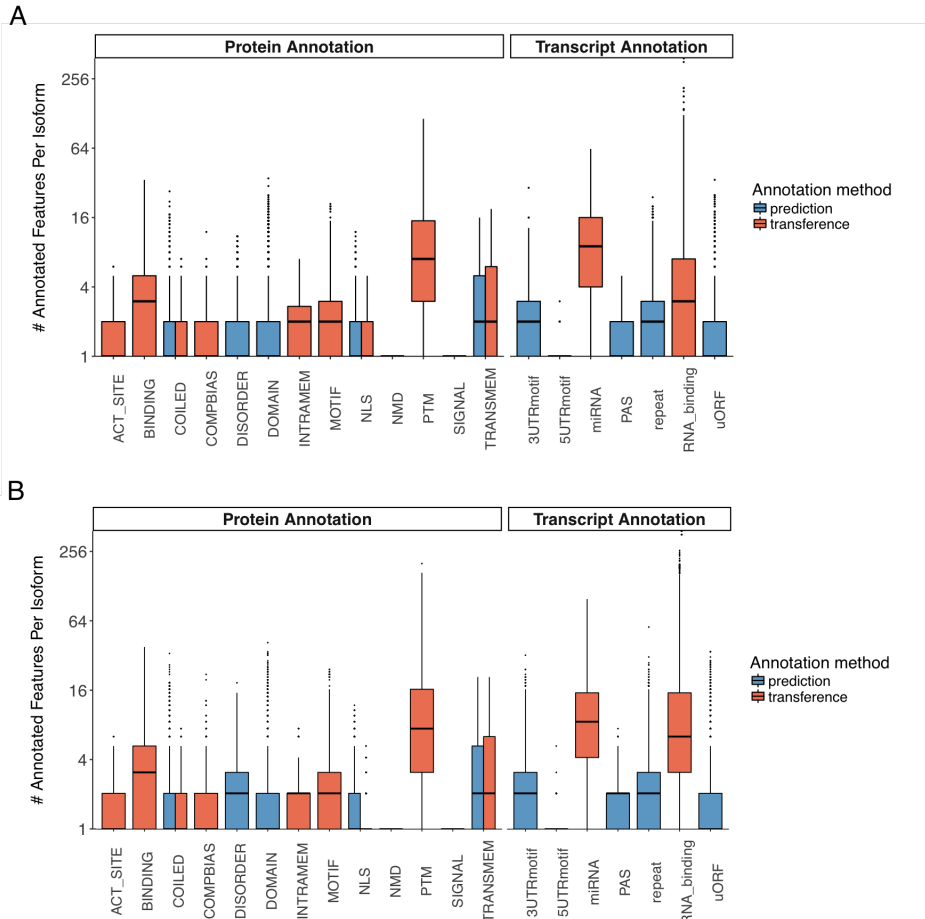 A
Protein Annotation
Transcript Annotation
# Annotated Features Per Isoform
256
64
16
4
1
ACT_SITE
BINDING
COILED
COMPBIAS
DISORDER
DOMAIN
INTRAMEM
MOTIF
NLS
NMD
PTM
SIGNAL
TRANSMEM
3UTRmotif
5UTRmotif
miRNA
PAS
repeat
RNA_binding
uORF
Annotation method
prediction
transference
B
Protein Annotation
Transcript Annotation
# Annotated Features Per Isoform
256
64
16
4
1
ACT_SITE
BINDING
COILED
COMPBIAS
DISORDER
DOMAIN
INTRAMEM
MOTIF
NLS
NMD
PTM
SIGNAL
TRANSMEM
3UTRmotif
5UTRmotif
miRNA
PAS
repeat
RNA_binding
uORF
Annotation method
prediction
transference